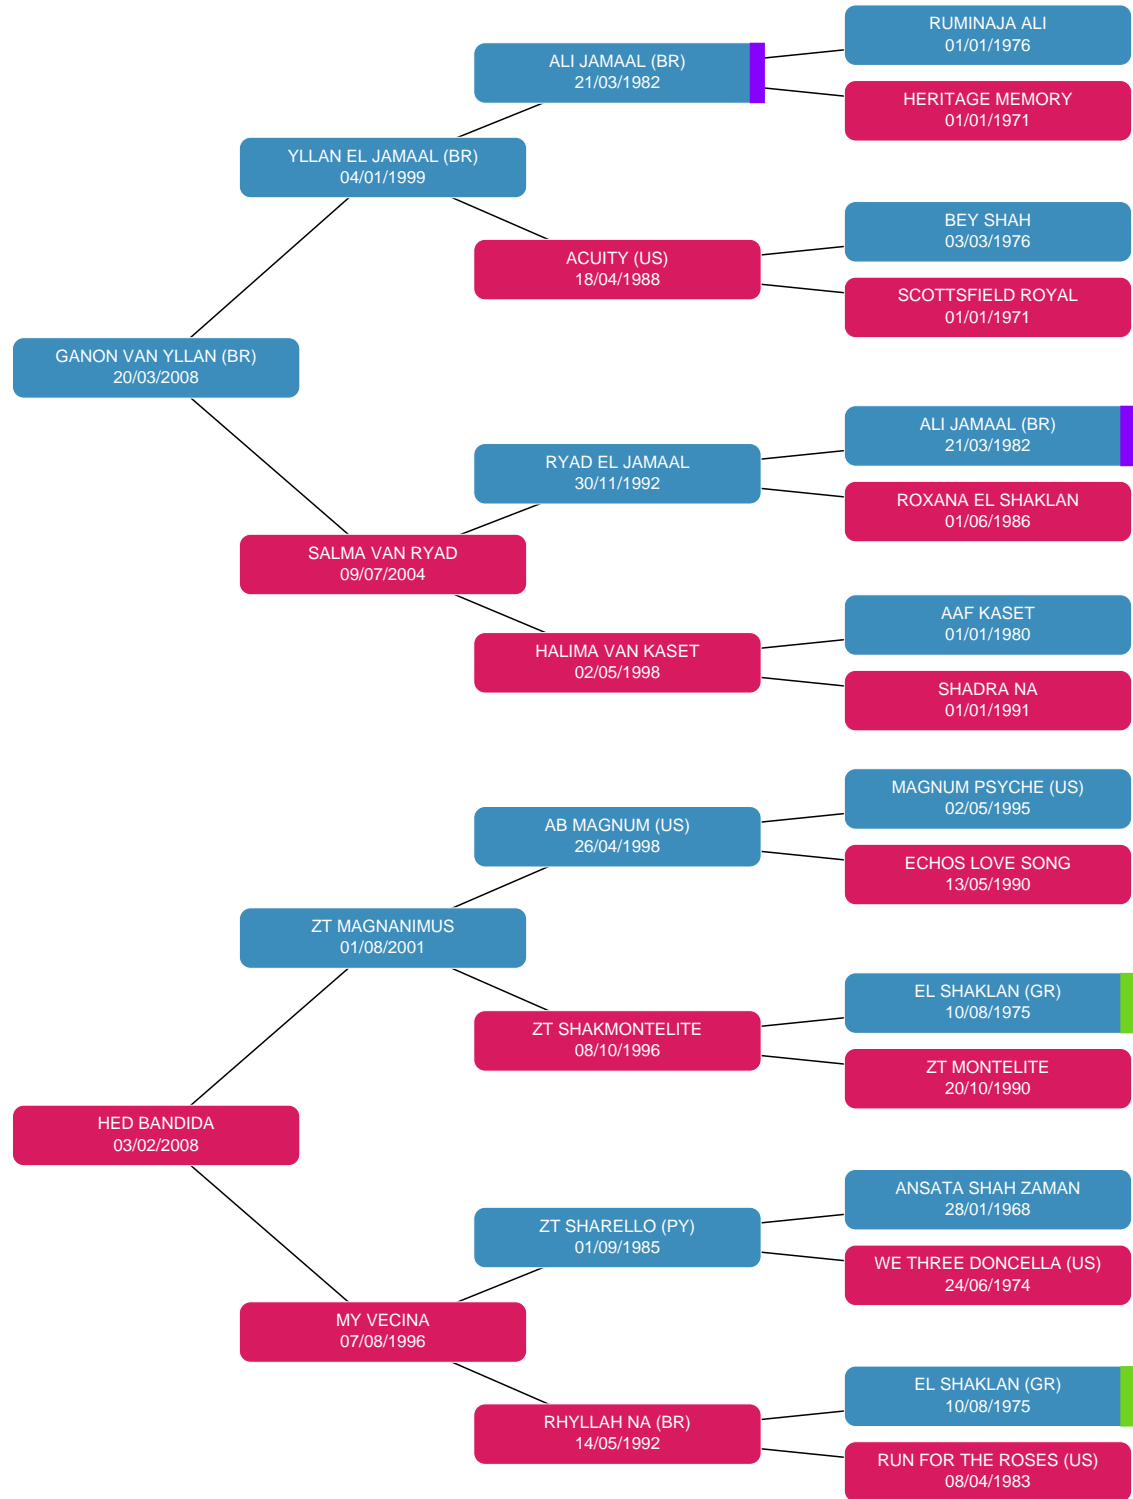 RUMINAJA ALI
01/01/1976
ALI JAMAAL (BR)
21/03/1982
HERITAGE MEMORY
01/01/1971
YLLAN EL JAMAAL (BR)
04/01/1999
BEY SHAH
03/03/1976
ACUITY (US)
18/04/1988
SCOTTSFIELD ROYAL
01/01/1971
GANON VAN YLLAN (BR)
20/03/2008
ALI JAMAAL (BR)
21/03/1982
RYAD EL JAMAAL
30/11/1992
ROXANA EL SHAKLAN
01/06/1986
SALMA VAN RYAD
09/07/2004
AAF KASET
01/01/1980
HALIMA VAN KASET
02/05/1998
SHADRA NA
01/01/1991
MAGNUM PSYCHE (US)
02/05/1995
AB MAGNUM (US)
26/04/1998
ECHOS LOVE SONG
13/05/1990
ZT MAGNANIMUS
01/08/2001
EL SHAKLAN (GR)
10/08/1975
ZT SHAKMONTELITE
08/10/1996
ZT MONTELITE
20/10/1990
HED BANDIDA
03/02/2008
ANSATA SHAH ZAMAN
28/01/1968
ZT SHARELLO (PY)
01/09/1985
WE THREE DONCELLA (US)
24/06/1974
MY VECINA
07/08/1996
EL SHAKLAN (GR)
10/08/1975
RHYLLAH NA (BR)
14/05/1992
RUN FOR THE ROSES (US)
08/04/1983